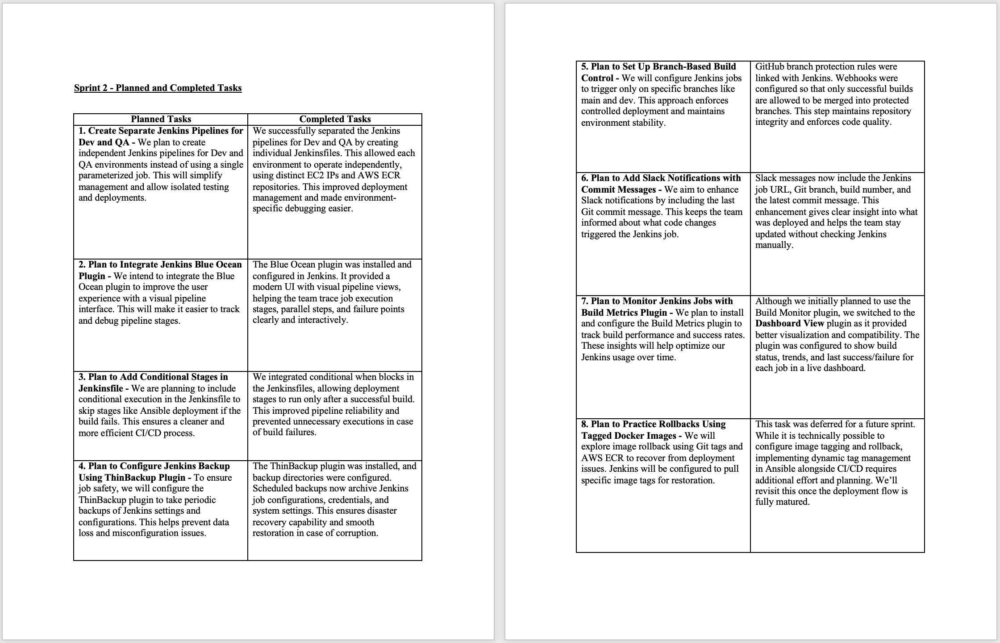 Sprint 2 - Planned and Completed Tasks
Planned Tasks
Completed Tasks
1. Create Separate Jenkins Pipelines for
Dev and QA - We plan to create
independent Jenkins pipelines for Dev and
QA environments instead of using a single
parameterized job. This will simplify
management and allow isolated testing
and deployments.
We successfully separated the Jenkins
pipelines for Dev and QA by creating
individual Jenkinsfiles. This allowed each
environment to operate independently,
using distinct EC2 IPs and AWS ECR
repositories. This improved deployment
management and made environment-
specific debugging easier.
2. Plan to Integrate Jenkins Blue Ocean
Plugin - We intend to integrate the Blue
Ocean plugin to improve the user
experience with a visual pipeline
interface. This will make it easier to track
and debug pipeline stages.
The Blue Ocean plugin was installed and
configured in Jenkins. It provided a
modern UI with visual pipeline views,
helping the team trace job execution
stages, parallel steps, and failure points
clearly and interactively.
3. Plan to Add Conditional Stages in
Jenkinsfile - We are planning to include
conditional execution in the Jenkinsfile to
skip stages like Ansible deployment if the
build fails. This ensures a cleaner and
more efficient CI/CD process.
We integrated conditional when blocks in
the Jenkinsfiles, allowing deployment
stages to run only after a successful build.
This improved pipeline reliability and
prevented unnecessary executions in case
of build failures.
4. Plan to Configure Jenkins Backup
Using ThinBackup Plugin - To ensure
job safety, we will configure the
ThinBackup plugin to take periodic
backups of Jenkins settings and
configurations. This helps prevent data
loss and misconfiguration issues.
The ThinBackup plugin was installed, and
backup directories were configured.
Scheduled backups now archive Jenkins
job configurations, credentials, and
system settings. This ensures disaster
recovery capability and smooth
restoration in case of corruption.
5. Plan to Set Up Branch-Based Build
Control - We will configure Jenkins jobs
to trigger only on specific branches like
main and dev. This approach enforces
controlled deployment and maintains
environment stability.
GitHub branch protection rules were
linked with Jenkins. Webhooks were
configured so that only successful builds
are allowed to be merged into protected
branches. This step maintains repository
integrity and enforces code quality.
6. Plan to Add Slack Notifications with
Commit Messages - We aim to enhance
Slack notifications by including the last
Git commit message. This keeps the team
informed about what code changes
triggered the Jenkins job.
Slack messages now include the Jenkins
job URL, Git branch, build number, and
the latest commit message. This
enhancement gives clear insight into what
was deployed and helps the team stay
updated without checking Jenkins
manually.
7. Plan to Monitor Jenkins Jobs with
Build Metrics Plugin - We plan to install
and configure the Build Metrics plugin to
track build performance and success rates.
These insights will help optimize our
Jenkins usage over time.
Although we initially planned to use the
Build Monitor plugin, we switched to the
Dashboard View plugin as it provided
better visualization and compatibility. The
plugin was configured to show build
status, trends, and last success/failure for
each job in a live dashboard.
8. Plan to Practice Rollbacks Using
Tagged Docker Images - We will
explore image rollback using Git tags and
AWS ECR to recover from deployment
issues. Jenkins will be configured to pull
specific image tags for restoration.
This task was deferred for a future sprint.
While it is technically possible to
configure image tagging and rollback,
implementing dynamic tag management
in Ansible alongside CI/CD requires
additional effort and planning. We’ll
revisit this once the deployment flow is
fully matured.